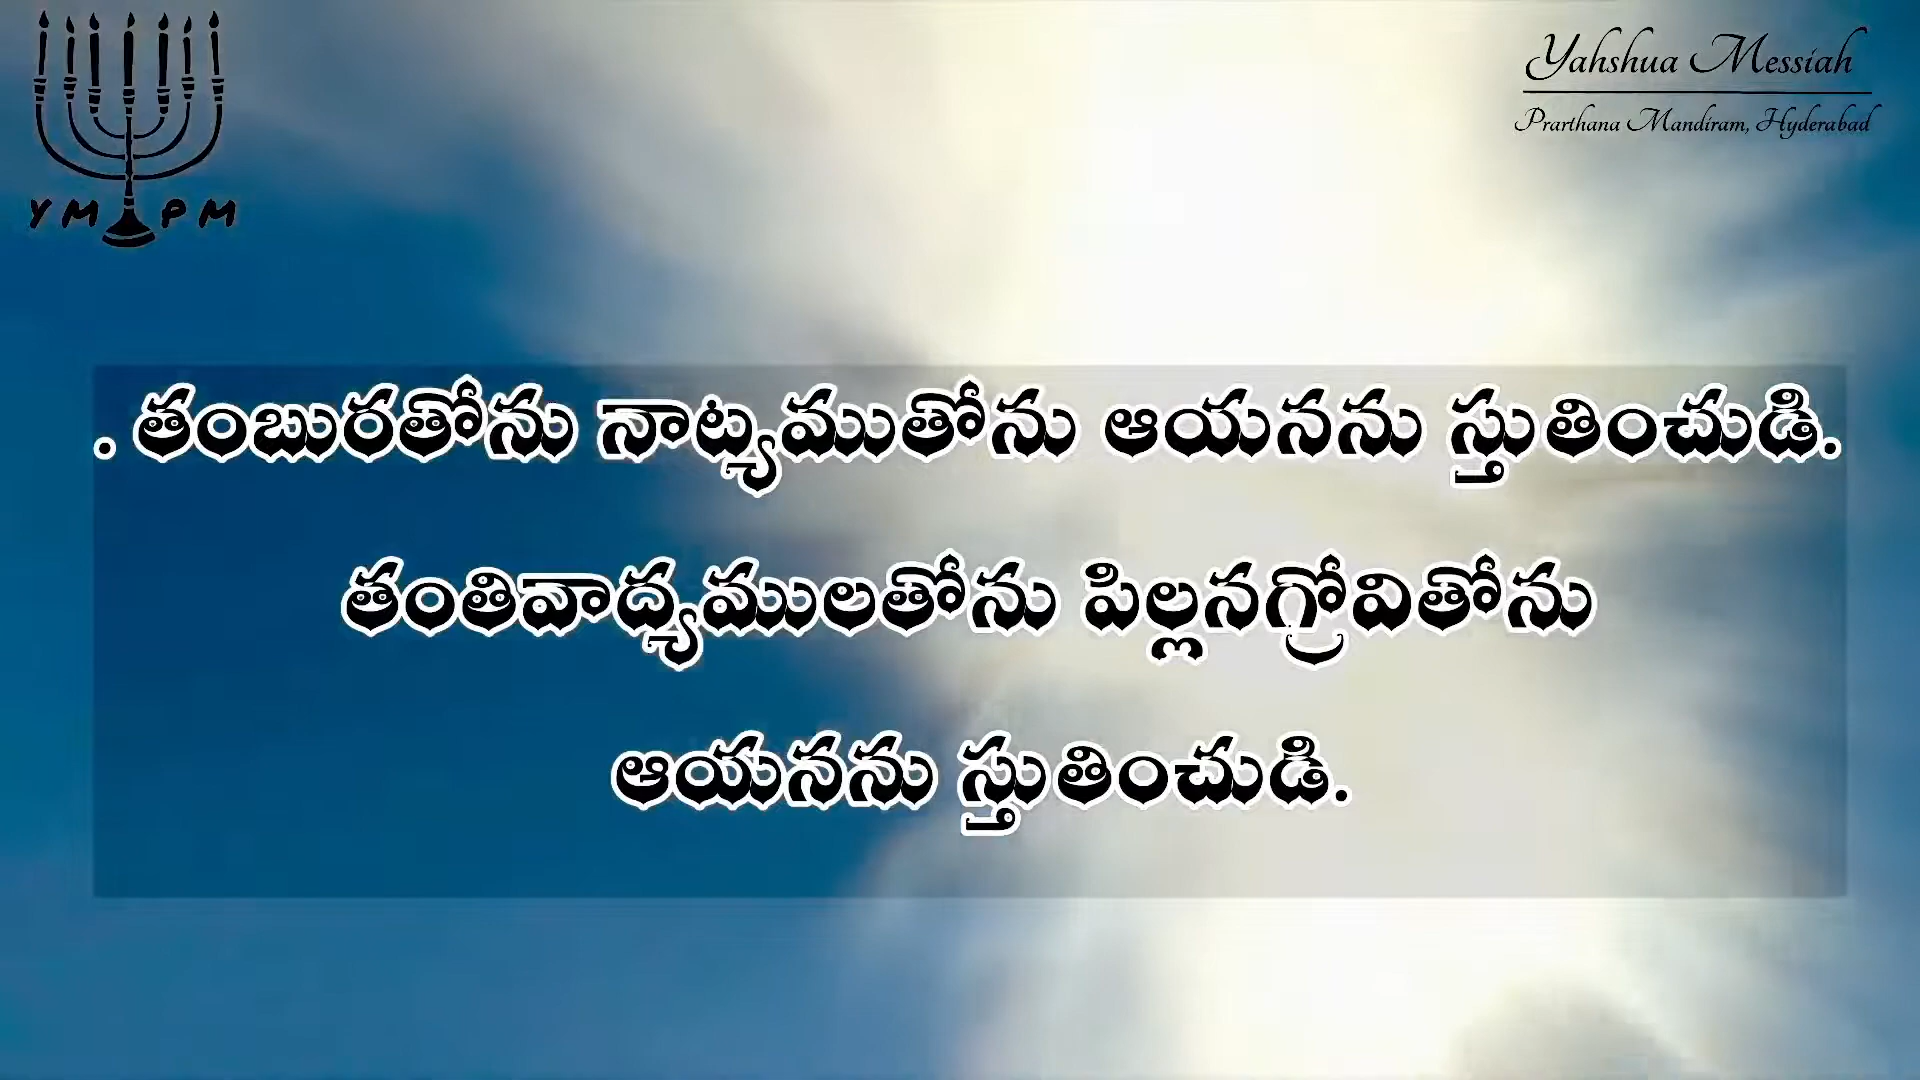 Yahshua Messiah
Prarthana Mandiram, Hyderabad
YM PM
. తంబురతోను నాట్యముతోను ఆయనను స్తుతించుడి.
తంతివాద్యములతోను పిల్లనగ్రోవితోను
ఆయనను స్తుతించుడి.